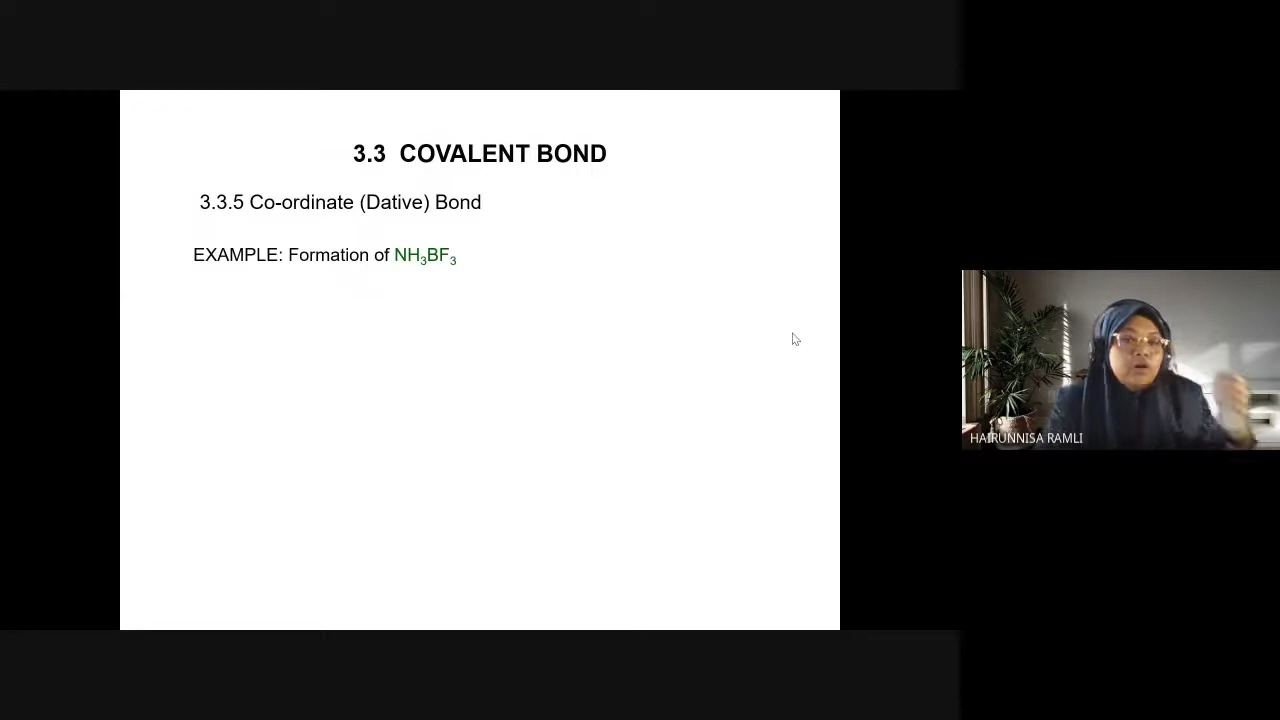 3.3 COVALENT BOND
3.3.5 Co-ordinate (Dative) Bond
EXAMPLE: Formation of NH₃BF₃
HAIRUNNISA RAMLI